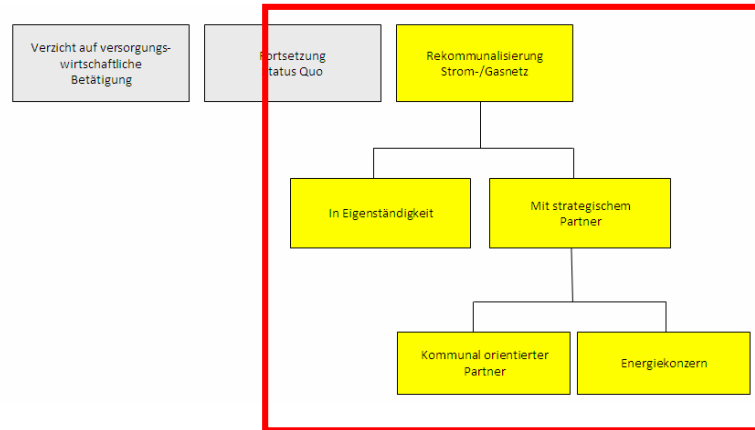 Verzicht auf versorgungs-
wirtschaftliche
Betätigung
Fortsetzung
Status Quo
Rekommunalisierung
Strom-/Gasnetz
In Eigenständigkeit
Mit strategischem
Partner
Kommunal orientierter
Partner
Energiekonzern